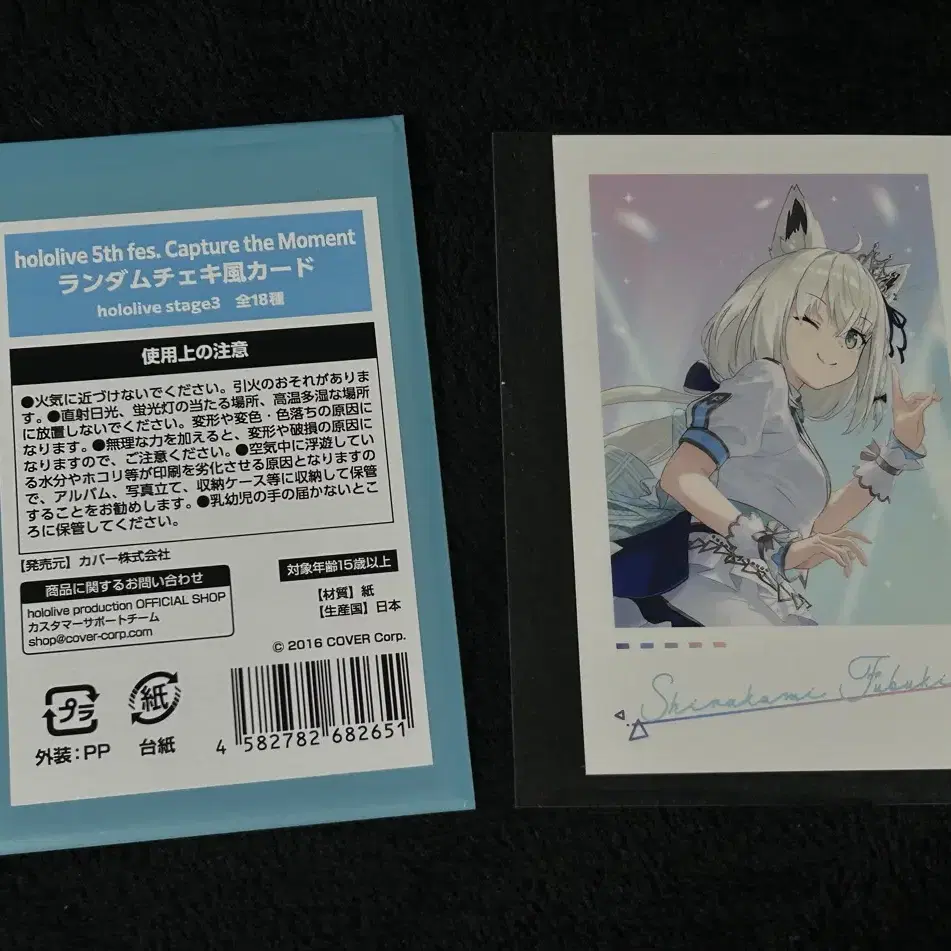 hololive 5th fes. Capture the Moment
ランダムチェキ風カード
hololive stage3 全18種
使用上の注意
●火気に近づけないでください。引火のおそれがありま
す。●直射日光、蛍光灯の当たる場所、高温多湿な場所
に放置しないでください。変形や変色・色落ちの原因に
なります。●無理な力を加えると、変形や破損の原因に
なりますので、ご注意ください。●空気中に浮遊してい
る水分やホコリ等が印刷を劣化させる原因となりますの
で、アルバム、写真立て、収納ケース等に収納して保管
することをお勧めします。●乳幼児の手の届かないとこ
ろに保管してください。
【発売元】カバー株式会社
商品に関するお問い合わせ
hololive production OFFICIAL SHOP
カスタマーサポートチーム
shop@cover-corp.com
対象年齢15歳以上
【材質】紙
【生産国】日本
© 2016 COVER Corp.
プラ
外装:PP
紙
台紙
4 582782 682651
Shirakami Fubuki